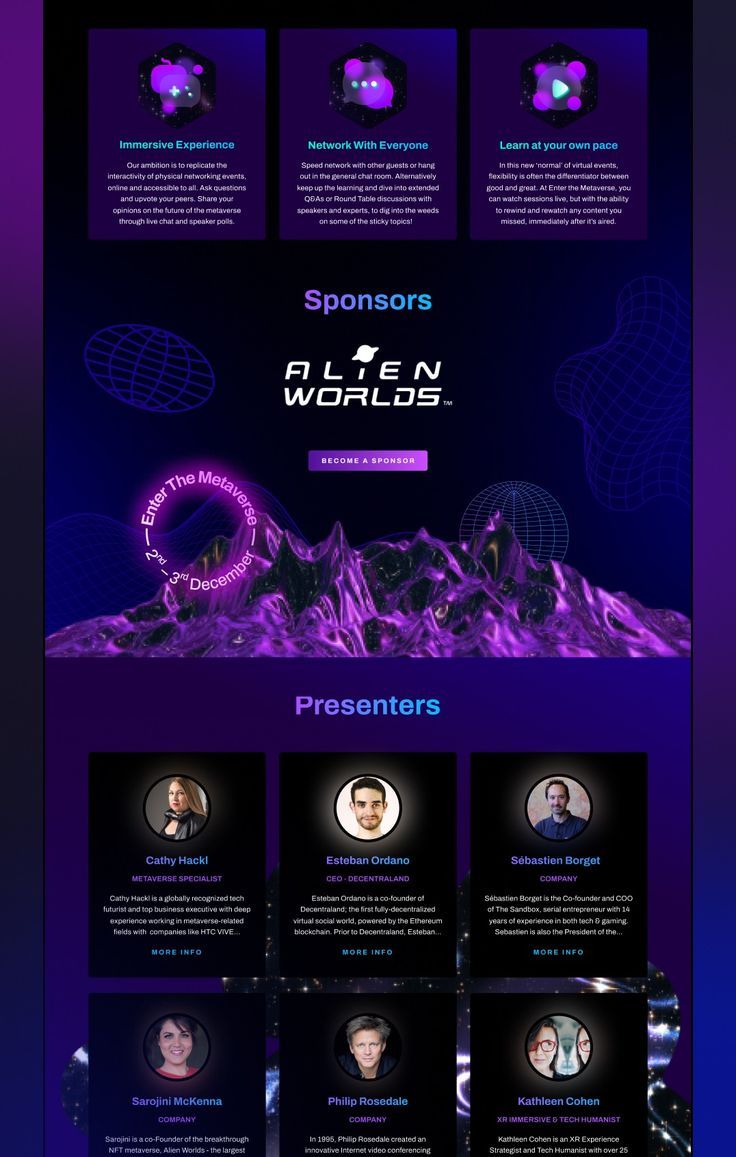 Immersive Experience
Our ambition is to replicate the
interactivity of physical networking events,
online and accessible to all. Ask questions
and upvote your peers. Share your
opinions on the future of the metaverse
through live chat and speaker polls.
Network With Everyone
Speed network with other guests or hang
out in the general chat room. Alternatively
keep up the learning and dive into extended
Q&As or Round Table discussions with
speakers and experts, to dig into the weeds
on some of the sticky topics!
Learn at your own pace
In this new ‘normal’ of virtual events,
flexibility is often the differentiator between
good and great. At Enter the Metaverse, you
can watch sessions live, but with the ability
to rewind and rewatch any content you
missed, immediately after it's aired.
Sponsors
ALIEN
WORLDS™
BECOME A SPONSOR
Enter The Metaverse
2nd – 3rd December
Presenters
Cathy Hackl
METAVERSE SPECIALIST
Cathy Hackl is a globally recognized tech
futurist and top business executive with deep
experience working in metaverse-related
fields with companies like HTC VIVE...
MORE INFO
Esteban Ordano
CEO - DECENTRALAND
Esteban Ordano is a co-founder of
Decentraland; the first fully-decentralized
virtual social world, powered by the Ethereum
blockchain. Prior to Decentraland, Esteban...
MORE INFO
Sébastien Borget
COMPANY
Sébastien Borget is the Co-founder and COO
of The Sandbox, serial entrepreneur with 14
years of experience in both tech & gaming.
Sebastien is also the President of the...
MORE INFO
Sarojini McKenna
COMPANY
Sarojini is a co-Founder of the breakthrough
NFT metaverse, Alien Worlds - the largest
Philip Rosedale
COMPANY
In 1995, Philip Rosedale created an
innovative Internet video conferencing
Kathleen Cohen
XR IMMERSIVE & TECH HUMANIST
Kathleen Cohen is an XR Experience
Strategist and Tech Humanist with over 25